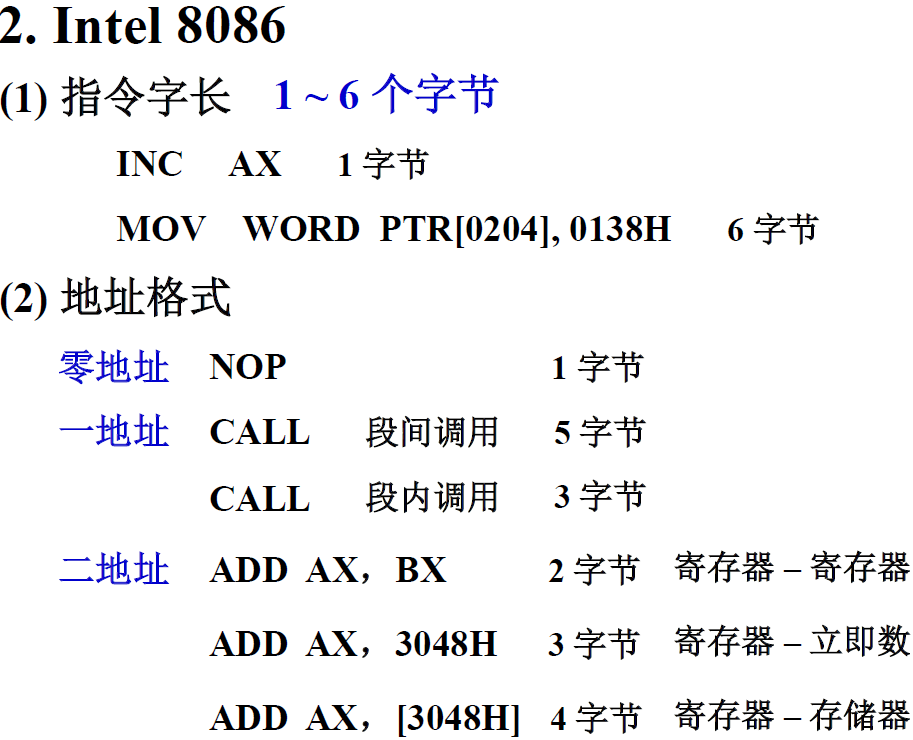 2. Intel 8086
(1) 指令字长 1 ~ 6 个字节
INC AX 1 字节
MOV WORD PTR[0204], 0138H 6 字节
(2) 地址格式
零地址 NOP 1 字节
一地址 CALL 段间调用 5 字节
CALL 段内调用 3 字节
二地址 ADD AX，BX 2 字节 寄存器 – 寄存器
ADD AX，3048H 3 字节 寄存器 – 立即数
ADD AX，[3048H] 4 字节 寄存器 – 存储器